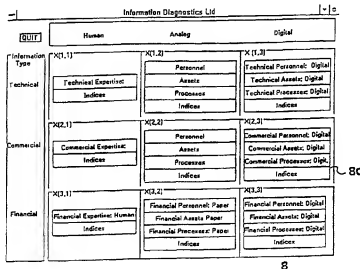 Information Diagnostics Ltd
QUIT
Human
Analog
Digital
Information
Type
Technical
Commercial
Financial
X(1,1)
Technical Expertise:
Indices
X(1,2)
Personnel
Assets
Processes
Indices
X (1,3)
Technical Personnel: Digital
Technical Assets: Digital
Technical Processes: Digital
Indices
X(2,1)
Commercial Expertise:
Indices
X(2,2)
Personnel
Assets
Processes
Indices
X(2,3)
Commercial Personnel: Digital
Commercial Assets: Digital
Commercial Processes: Digit.
Indices
80
X(3,1)
Financial Expertise: Human
Indices
X(3,2)
Financial Personnel: Paper
Financial Assets Paper
Financial Processes: Paper
Indices
X(3,3)
Financial Personnel: Digital
Financial Assets: Digital
Financial Processes: Digital
Indices
8